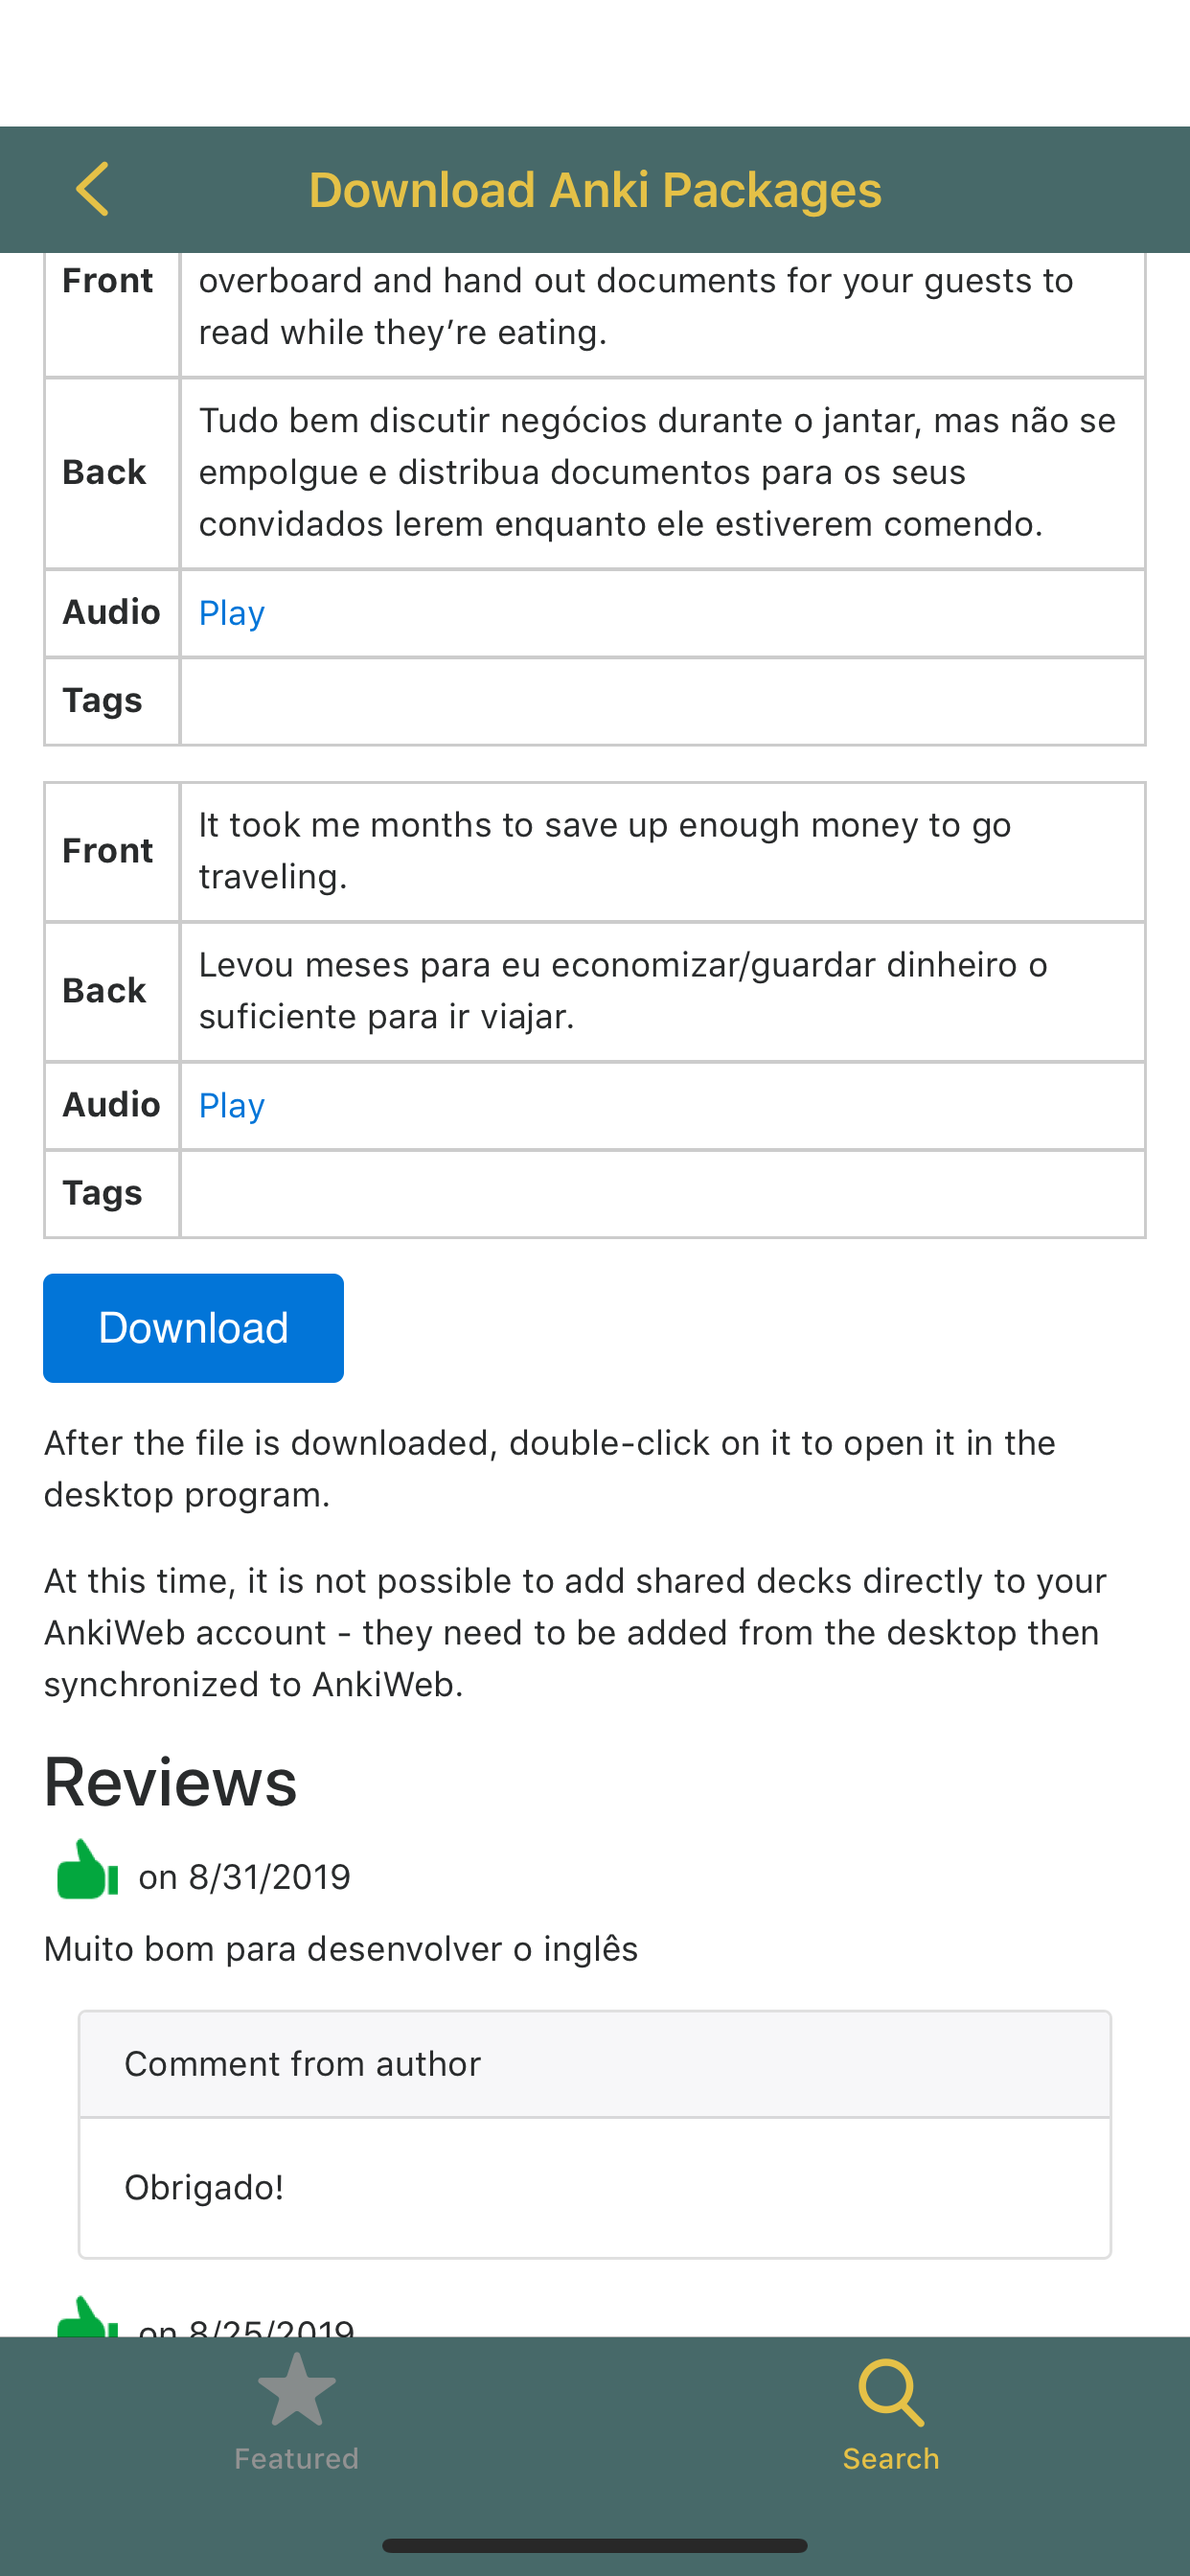 Download Anki Packages
Front
overboard and hand out documents for your guests to
read while they’re eating.
Back
Tudo bem discutir negócios durante o jantar, mas não se
empolgue e distribua documentos para os seus
convidados lerem enquanto ele estiverem comendo.
Audio
Play
Tags
Front
It took me months to save up enough money to go
traveling.
Back
Levou meses para eu economizar/guardar dinheiro o
suficiente para ir viajar.
Audio
Play
Tags
Download
After the file is downloaded, double-click on it to open it in the
desktop program.
At this time, it is not possible to add shared decks directly to your
AnkiWeb account - they need to be added from the desktop then
synchronized to AnkiWeb.
Reviews
on 8/31/2019
Muito bom para desenvolver o inglês
Comment from author
Obrigado!
on 8/25/2019
Featured
Search